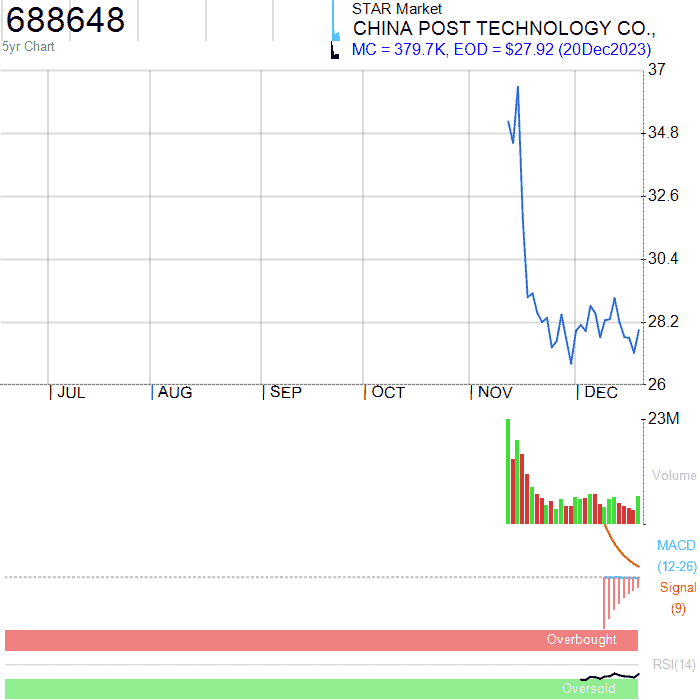 688648
5yr Chart
STAR Market
CHINA POST TECHNOLOGY CO.,
MC = 379.7K, EOD = $27.92 (20Dec2023)
37
34.8
32.6
30.4
28.2
26
JUL
AUG
SEP
OCT
NOV
DEC
23M
Volume
MACD
(12-26)
Signal
(9)
Overbought
RSI(14)
Oversold